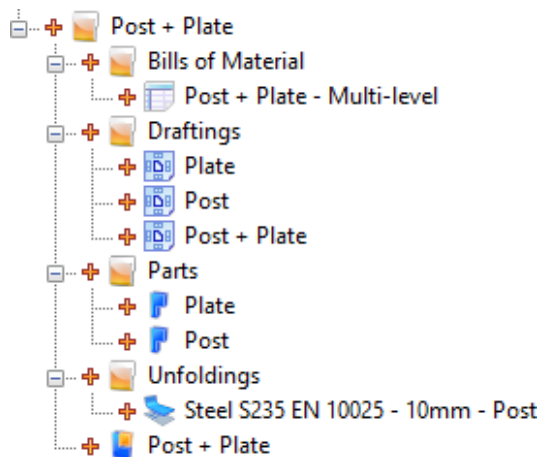 Post + Plate
Bills of Material
Post + Plate - Multi-level
Draftings
Plate
Post
Post + Plate
Parts
Plate
Post
Unfoldings
Steel S235 EN 10025 - 10mm - Post
Post + Plate